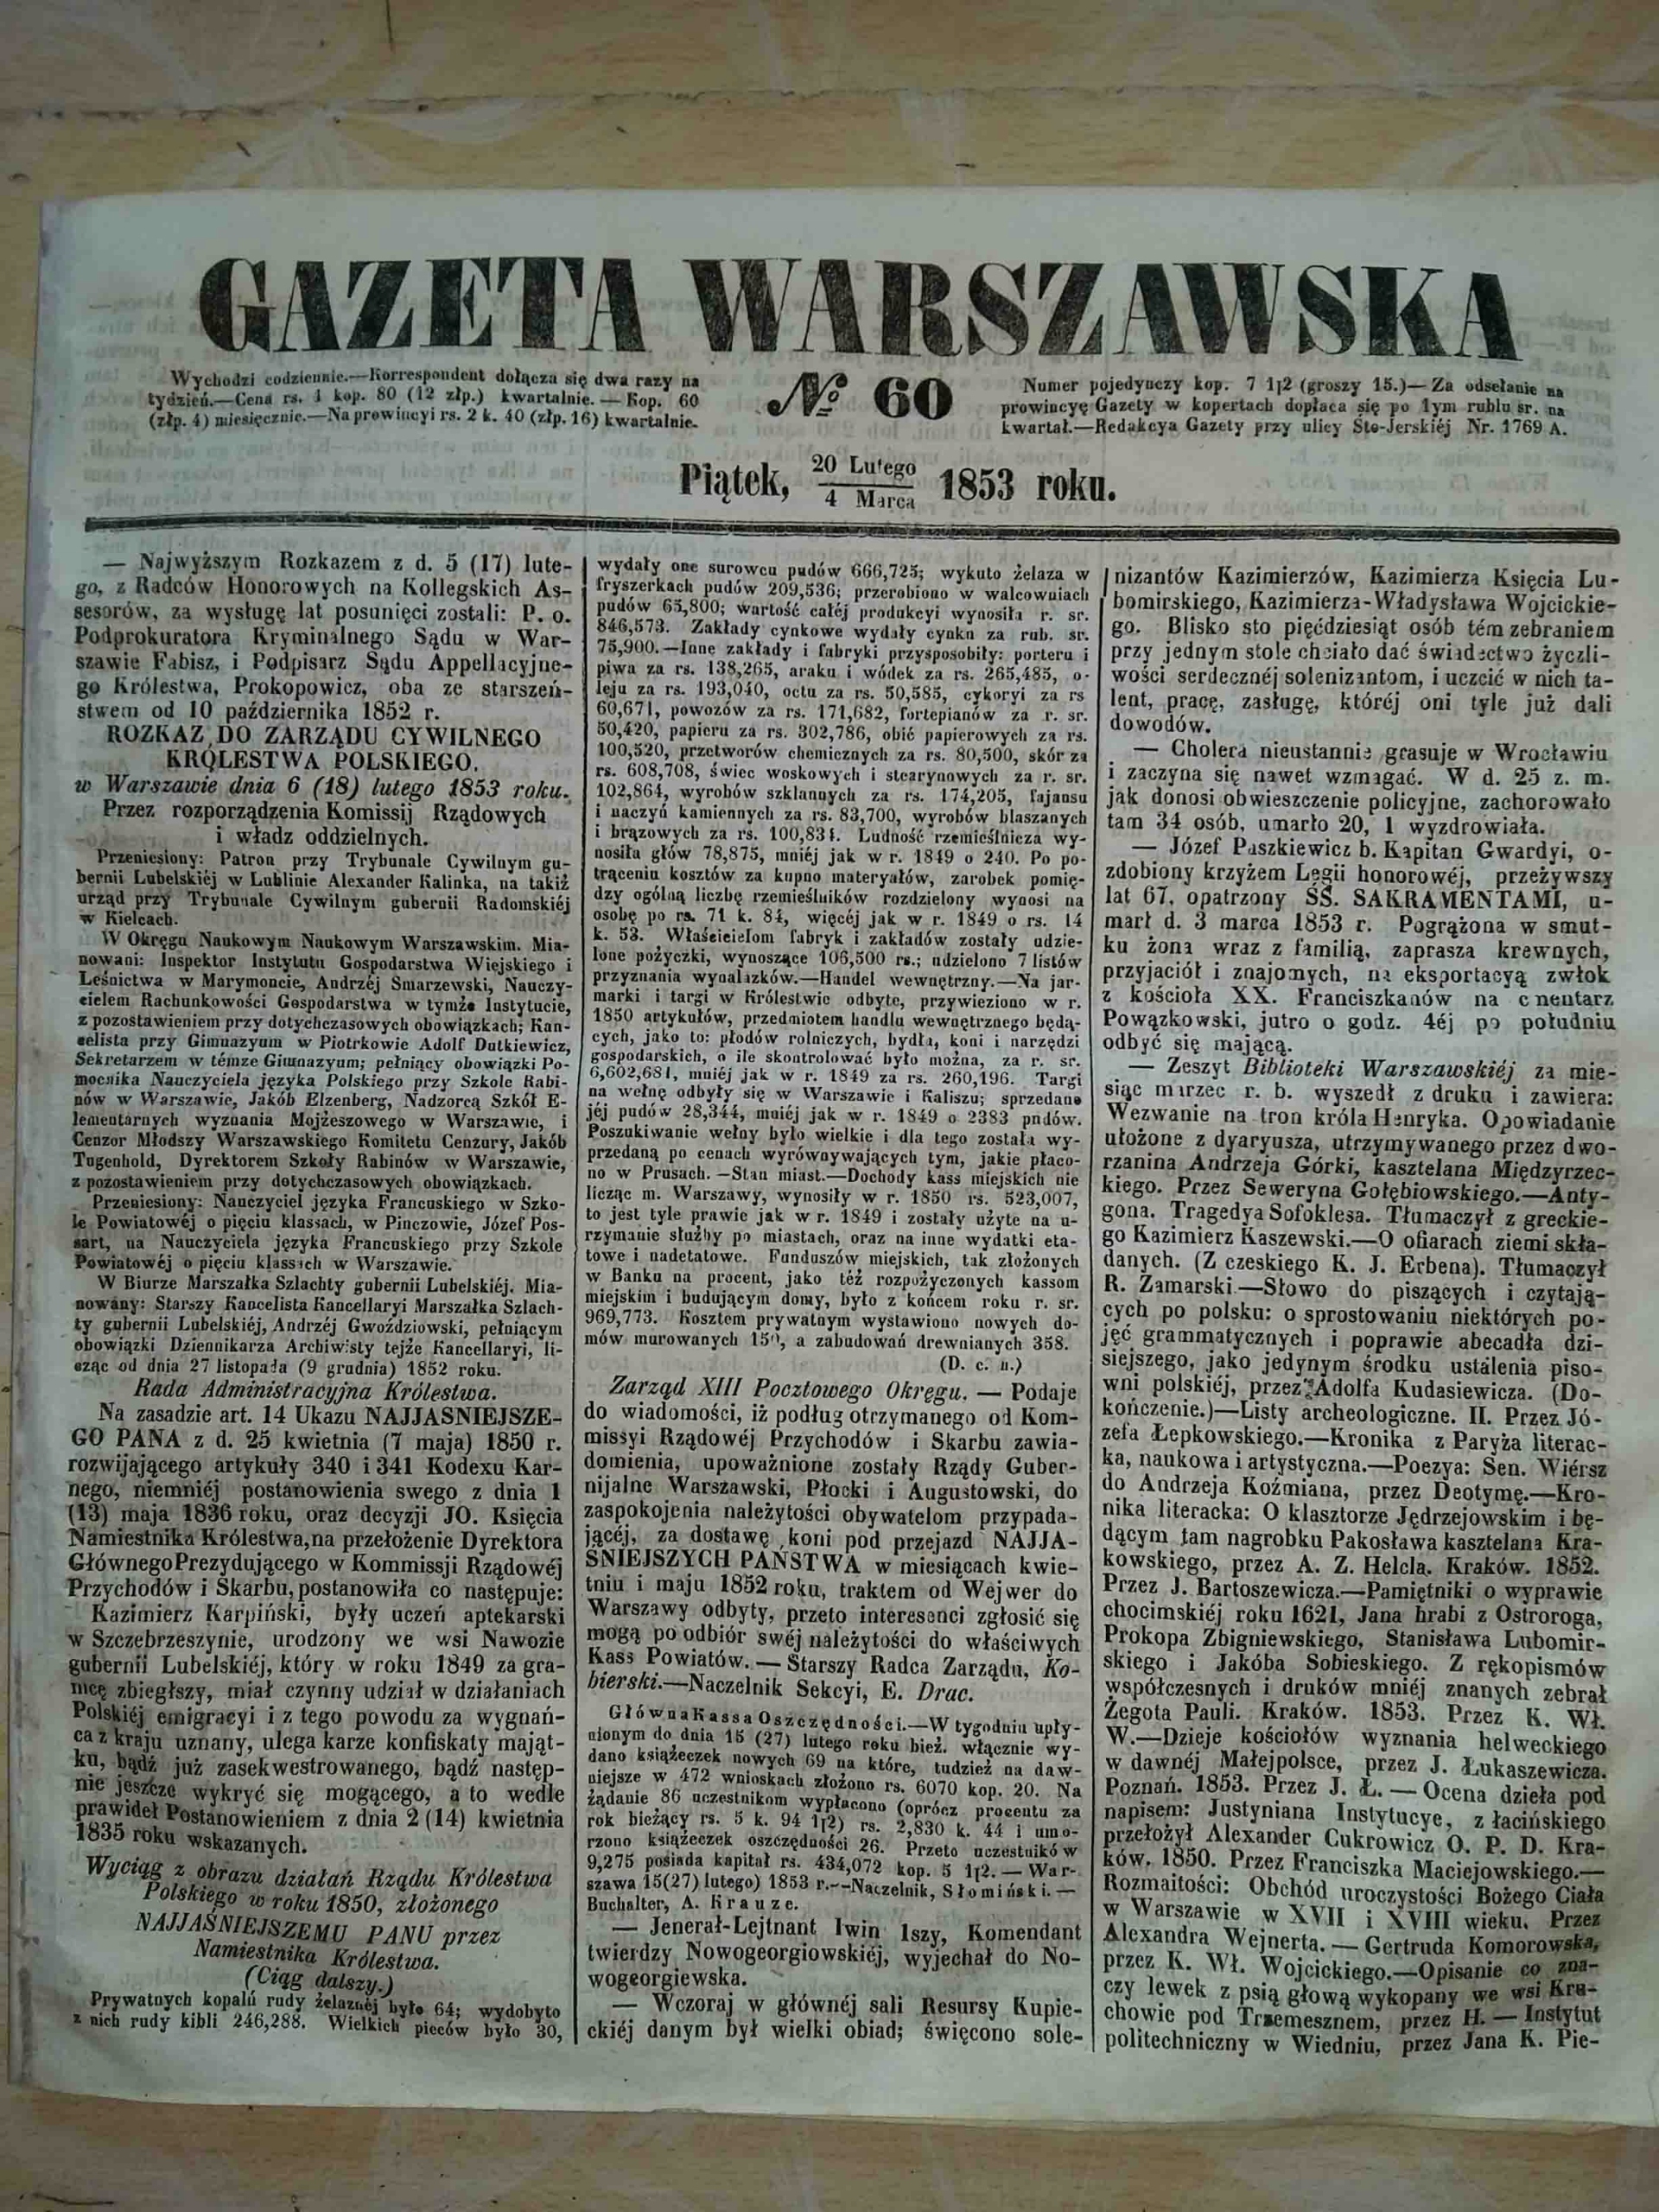 GAZETA WARSZAWSKA
Wychodzi codziennie.—Korrespondent dołącza się dwa razy na
tydzień.—Cena rs. 1 kop. 80 (12 złp.) kwartalnie. — Kop. 60
(złp. 4) miesięcznie.—Na prowincyi rs. 2 k. 40 (złp. 16) kwartalnie.
№ 60
Numer pojedynczy kop. 7 1|2 (groszy 15.)— Za odsełanie na
prowincyę Gazety w kopertach dopłaca się po 1ym rublu sr. na
kwartał.—Redakcya Gazety przy ulicy Sto-Jerskiéj Nr. 1769 A.
Piątek, 20 Lutego / 4 Marca 1853 roku.
— Najwyższym Rozkazem z d. 5 (17) lute-
go, z Radców Honorowych na Kollegskich As-
sesorów, za wysługę lat posunięci zostali: P. o.
Podprokuratora Kryminalnego Sądu w War-
szawie Fabisz, i Podpisarz Sądu Appellacyjne-
go Królestwa, Prokopowicz, oba ze starszeń-
stwem od 10 października 1852 r.
ROZKAZ DO ZARZĄDU CYWILNEGO
KRÓLESTWA POLSKIEGO.
w Warszawie dnia 6 (18) lutego 1853 roku.
Przez rozporządzenia Komissij Rządowych
i władz oddzielnych.
Przeniesiony: Patron przy Trybunale Cywilnym gu-
bernii Lubelskiéj w Lublinie Alexander Kalinka, na takiż
urząd przy Trybunale Cywilnym gubernii Radomskiéj
w Kielcach.
W Okręgu Naukowym Naukowym Warszawskim. Mia-
nowani: Inspektor Instytutu Gospodarstwa Wiejskiego i
Leśnictwa w Marymoncie, Andrzéj Smarzewski, Nauczy-
cielem Rachunkowości Gospodarstwa w tymże Instytucie,
z pozostawieniem przy dotychczasowych obowiązkach; Kan-
celista przy Gimnazyum w Piotrkowie Adolf Dutkiewicz,
Sekretarzem w témze Gimnazyum; pełniący obowiązki Po-
mocnika Nauczyciela języka Polskiego przy Szkole Rabi-
nów w Warszawie, Jakób Elzenberg, Nadzorcą Szkół E-
lementarnych wyznania Mojżeszowego w Warszawie, i
Cenzor Młodszy Warszawskiego Komitetu Cenzury, Jakób
Tugenhold, Dyrektorem Szkoły Rabinów w Warszawie,
z pozostawieniem przy dotychczasowych obowiązkach.
Przeniesiony: Nauczyciel języka Francuskiego w Szko-
le Powiatowéj o pięciu klassach, w Pinczowie, Józef Pos-
sart, na Nauczyciela języka Francuskiego przy Szkole
Powiatowéj o pięciu klassach w Warszawie.
W Biurze Marszałka Szlachty gubernii Lubelskiéj. Mia-
nowany: Starszy Kancelista Kancellaryi Marszałka Szlach-
ty gubernii Lubelskiéj, Andrzéj Gwoździowski, pełniącym
obowiązki Dziennikarza Archiwisty tejże Kancellaryi, li-
cząc od dnia 27 listopada (9 grudnia) 1852 roku.
Rada Administracyjna Królestwa.
Na zasadzie art. 14 Ukazu NAJJASNIEJSZE-
GO PANA z d. 25 kwietnia (7 maja) 1850 r.
rozwijającego artykuły 340 i 341 Kodexu Kar-
nego, niemniéj postanowienia swego z dnia 1
(13) maja 1836 roku, oraz decyzji JO. Księcia
Namiestnika Królestwa, na przełożenie Dyrektora
Głównego Prezydującego w Kommissji Rządowéj
Przychodów i Skarbu, postanowiła co następuje:
Kazimierz Karpiński, były uczeń aptekarski
w Szczebrzeszynie, urodzony we wsi Nawozie
gubernii Lubelskiéj, który w roku 1849 za gra-
nicę zbiegłszy, miał czynny udział w działaniach
Polskiéj emigracyi i z tego powodu za wygnań-
ca z kraju uznany, ulega karze konfiskaty mająt-
ku, bądź już zasekwestrowanego, bądź następ-
nie jeszcze wykryć się mogącego, a to wedle
prawideł Postanowieniem z dnia 2 (14) kwietnia
1835 roku wskazanych.
Wyciąg z obrazu działań Rządu Królestwa
Polskiego w roku 1850, złożonego
NAJJAŚNIEJSZEMU PANU przez
Namiestnika Królestwa.
(Ciąg dalszy.)
Prywatnych kopalń rudy żelaznéj było 64; wydobyto
z nich rudy kibli 246,288. Wielkich pieców było 30,
wydały one surowcu pudów 666,725; wykuto żelaza w
fryszerkach pudów 209,536; przerobiono w walcowniach
pudów 65,800; wartość całéj produkcyi wynosiła r. sr.
846,573. Zakłady cynkowe wydały cynku za rub. sr.
75,900.—Inne zakłady i fabryki przysposobiły: porteru i
piwa za rs. 138,265, araku i wódek za rs. 265,485, o-
leju za rs. 193,040, octu za rs. 50,585, cykoryi za rs
60,671, powozów za rs. 171,682, fortepianów za r. sr.
50,420, papieru za rs. 302,786, obić papierowych za rs.
100,520, przetworów chemicznych za rs. 80,500, skór za
rs. 608,708, świec woskowych i stearynowych za r. sr.
102,864, wyrobów szklannych za rs. 174,205, fajansu
i naczyń kamiennych za rs. 83,700, wyrobów blaszanych
i brązowych za rs. 100,834. Ludność rzemieślnicza wy-
nosiła głów 78,875, mniéj jak w r. 1849 o 240. Po po-
trąceniu kosztów za kupno materyałów, zarobek pomię-
dzy ogólną liczbę rzemieślników rozdzielony wynosi na
osobę po rs. 71 k. 84, więcéj jak w r. 1849 o rs. 14
k. 53. Właścicielom fabryk i zakładów zostały udzie-
lone pożyczki, wynoszące 106,500 rs.; udzielono 7 listów
przyznania wynalazków.—Handel wewnętrzny.—Na jar-
marki i targi w Królestwie odbyte, przywieziono w r.
1850 artykułów, przedmiotem handlu wewnętrznego będą-
cych, jako to: płodów rolniczych, bydła, koni i narzędzi
gospodarskich, o ile skontrolować było można, za r. sr.
6,602,681, mniéj jak w r. 1849 za rs. 260,196. Targi
na wełnę odbyły się w Warszawie i Kaliszu; sprzedano
jéj pudów 28,344, mniéj jak w r. 1849 o 2383 pudów.
Poszukiwanie wełny było wielkie i dla tego została wy-
przedaną po cenach wyrównywających tym, jakie płaco-
no w Prusach. —Stan miast.—Dochody kass miejskich nie
licząc m. Warszawy, wynosiły w r. 1850 rs. 523,007,
to jest tyle prawie jak w r. 1849 i zostały użyte na u-
rzymanie służby po miastach, oraz na inne wydatki eta-
towe i nadetatowe. Funduszów miejskich, tak złożonych
w Banku na procent, jako też rozpożyczonych kassom
miejskim i budującym domy, było z końcem roku r. sr.
969,773. Kosztem prywatnym wystawiono nowych do-
mów murowanych a zabudowań drewnianych 358.
(D. c. n.)
Zarząd XIII Pocztowego Okręgu. — Podaje
do wiadomości, iż podług otrzymanego od Kom-
missyi Rządowéj Przychodów i Skarbu zawia-
domienia, upoważnione zostały Rządy Guber-
nijalne Warszawski, Płocki i Augustowski, do
zaspokojenia należytości obywatelom przypada-
jącéj, za dostawę koni pod przejazd NAJJA-
ŚNIEJSZYCH PAŃSTWA w miesiącach kwie-
tniu i maju 1852 roku, traktem od Wejwer do
Warszawy odbyty, przeto interesenci zgłosić się
mogą po odbiór swéj należytości do właściwych
Kass Powiatów. — Starszy Radca Zarządu, Ko-
bierski.—Naczelnik Sekcyi, E. Drac.
Główna Kassa Oszczędności.—W tygodniu upły-
nionym do dnia 15 (27) lutego roku bież. włącznie wy-
dano książeczek nowych 69 na które, tudzież na daw-
niejsze w 472 wnioskach złożono rs. 6070 kop. 20. Na
żądanie 86 uczestnikom wypłacono (oprócz procentu za
rok bieżący rs. 5 k. 94 1|2) rs. 2,830 k. 44 i umo-
rzono książeczek oszczędności 26. Przeto uczestników
9,275 posiada kapitał rs. 434,072 kop. 5 1|2. — War-
szawa 15(27) lutego) 1853 r.——Naczelnik, Słomiński. —
Buchalter, A. Krauze.
— Jenerał-Lejtnant Iwin 1szy, Komendant
twierdzy Nowogeorgiowskiéj, wyjechał do No-
wogeorgiewska.
— Wczoraj w głównéj sali Resursy Kupie-
ckiéj danym był wielki obiad; święcono sole-
nizantów Kazimierzów, Kazimierza Księcia Lu-
bomirskiego, Kazimierza-Władysława Wojcickie-
go. Blisko sto pięćdziesiąt osób tém zebraniem
przy jednym stole chciało dać świadectwo życzli-
wości serdecznéj solenizantom, i uczcić w nich ta-
lent, pracę, zasługę, któréj oni tyle już dali
dowodów.
— Cholera nieustannie grasuje w Wrocławiu
i zaczyna się nawet wzmagać. W d. 25 z. m.
jak donosi obwieszczenie policyjne, zachorowało
tam 34 osób, umarło 20, 1 wyzdrowiała.
— Józef Paszkiewicz b. Kapitan Gwardyi, o-
zdobiony krzyżem Legii honorowéj, przeżywszy
lat 67, opatrzony ŚŚ. SAKRAMENTAMI, u-
marł d. 3 marca 1853 r. Pogrążona w smut-
ku żona wraz z familią, zaprasza krewnych,
przyjaciół i znajomych, na eksportacyą zwłok
z kościoła XX. Franciszkanów na cmentarz
Powązkowski, jutro o godz. 4éj po południu
odbyć się mającą.
— Zeszyt Biblioteki Warszawskiéj za mie-
siąc marzec r. b. wyszedł z druku i zawiera:
Wezwanie na tron króla Henryka. Opowiadanie
ułożone z dyaryusza, utrzymywanego przez dwo-
rzanina Andrzeja Górki, kasztelana Międzyrzec-
kiego. Przez Seweryna Gołębiowskiego.—Anty-
gona. Tragedya Sofoklesa. Tłumaczył z greckie-
go Kazimierz Kaszewski.—O ofiarach ziemi skła-
danych. (Z czeskiego K. J. Erbena). Tłumaczył
R. Zamarski.—Słowo do piszących i czytają-
cych po polsku: o sprostowaniu niektórych po-
jęć grammatycznych i poprawie abecadła dzi-
siejszego, jako jedynym środku ustalenia piso-
wni polskiéj, przez Adolfa Kudasiewicza. (Do-
kończenie.)—Listy archeologiczne. II. Przez Jó-
zefa Łepkowskiego.—Kronika z Paryża literac-
ka, naukowa i artystyczna.—Poezya: Sen. Wiérsz
do Andrzeja Koźmiana, przez Deotymę.—Kro-
nika literacka: O klasztorze Jędrzejowskim i bę-
dącym tam nagrobku Pakosława kasztelana Kra-
kowskiego, przez A. Z. Helcla. Kraków. 1852.
Przez J. Bartoszewicza.—Pamiętniki o wyprawie
chocimskiéj roku 1621, Jana hrabi z Ostroroga,
Prokopa Zbigniewskiego, Stanisława Lubomir-
skiego i Jakóba Sobieskiego. Z rękopismów
współczesnych i druków mniéj znanych zebrał
Żegota Pauli. Kraków. 1853. Przez K. Wł.
W.—Dzieje kościołów wyznania helweckiego
w dawnéj Małejpolsce, przez J. Łukaszewicza.
Poznań. 1853. Przez J. Ł. — Ocena dzieła pod
napisem: Justyniana Instytucye, z łacińskiego
przełożył Alexander Cukrowicz O. P. D. Kra-
ków. 1850. Przez Franciszka Maciejowskiego.—
Rozmaitości: Obchód uroczystości Bożego Ciała
w Warszawie w XVII i XVIII wieku. Przez
Alexandra Wejnerta. — Gertruda Komorowska,
przez K. Wł. Wojcickiego.—Opisanie co zna-
czy lewek z psią głową wykopany we wsi Kra-
chowie pod Trzemesznem, przez H. — Instytut
politechniczny w Wiedniu, przez Jana K. Pie-